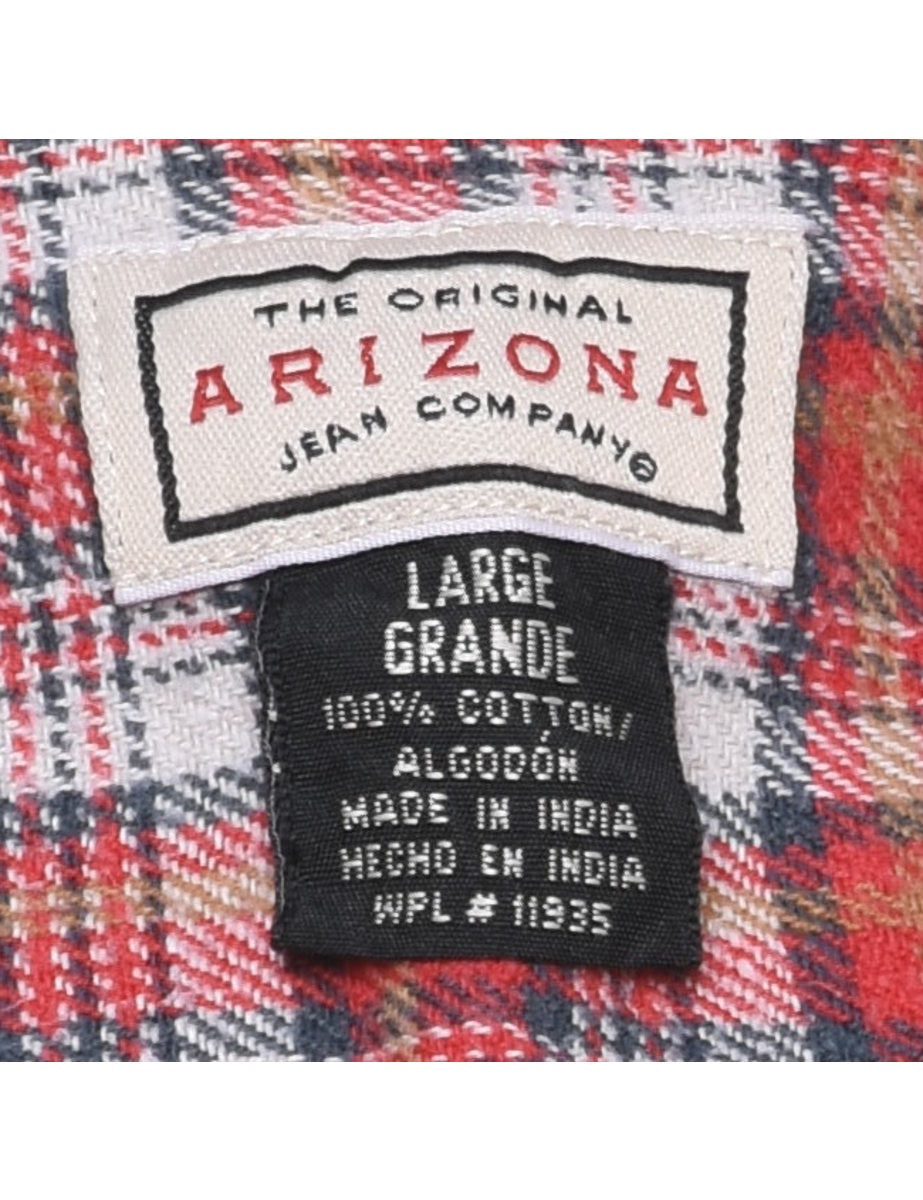 THE ORIGINAL
ARIZONA
JEAN COMPANY®
LARGE
GRANDE
100% COTTON/
ALGODÓN
MADE IN INDIA
HECHO EN INDIA
WPL # 11935